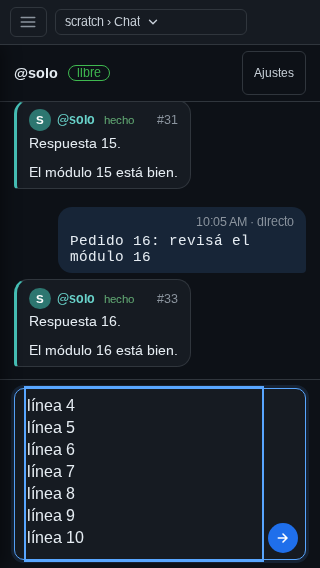 scratch › Chat
@solo libre Ajustes
S @solo hecho #31
Respuesta 15.
El módulo 15 está bien.
10:05 AM · directo
Pedido 16: revisá el
módulo 16
S @solo hecho #33
Respuesta 16.
El módulo 16 está bien.
línea 4
línea 5
línea 6
línea 7
línea 8
línea 9
línea 10